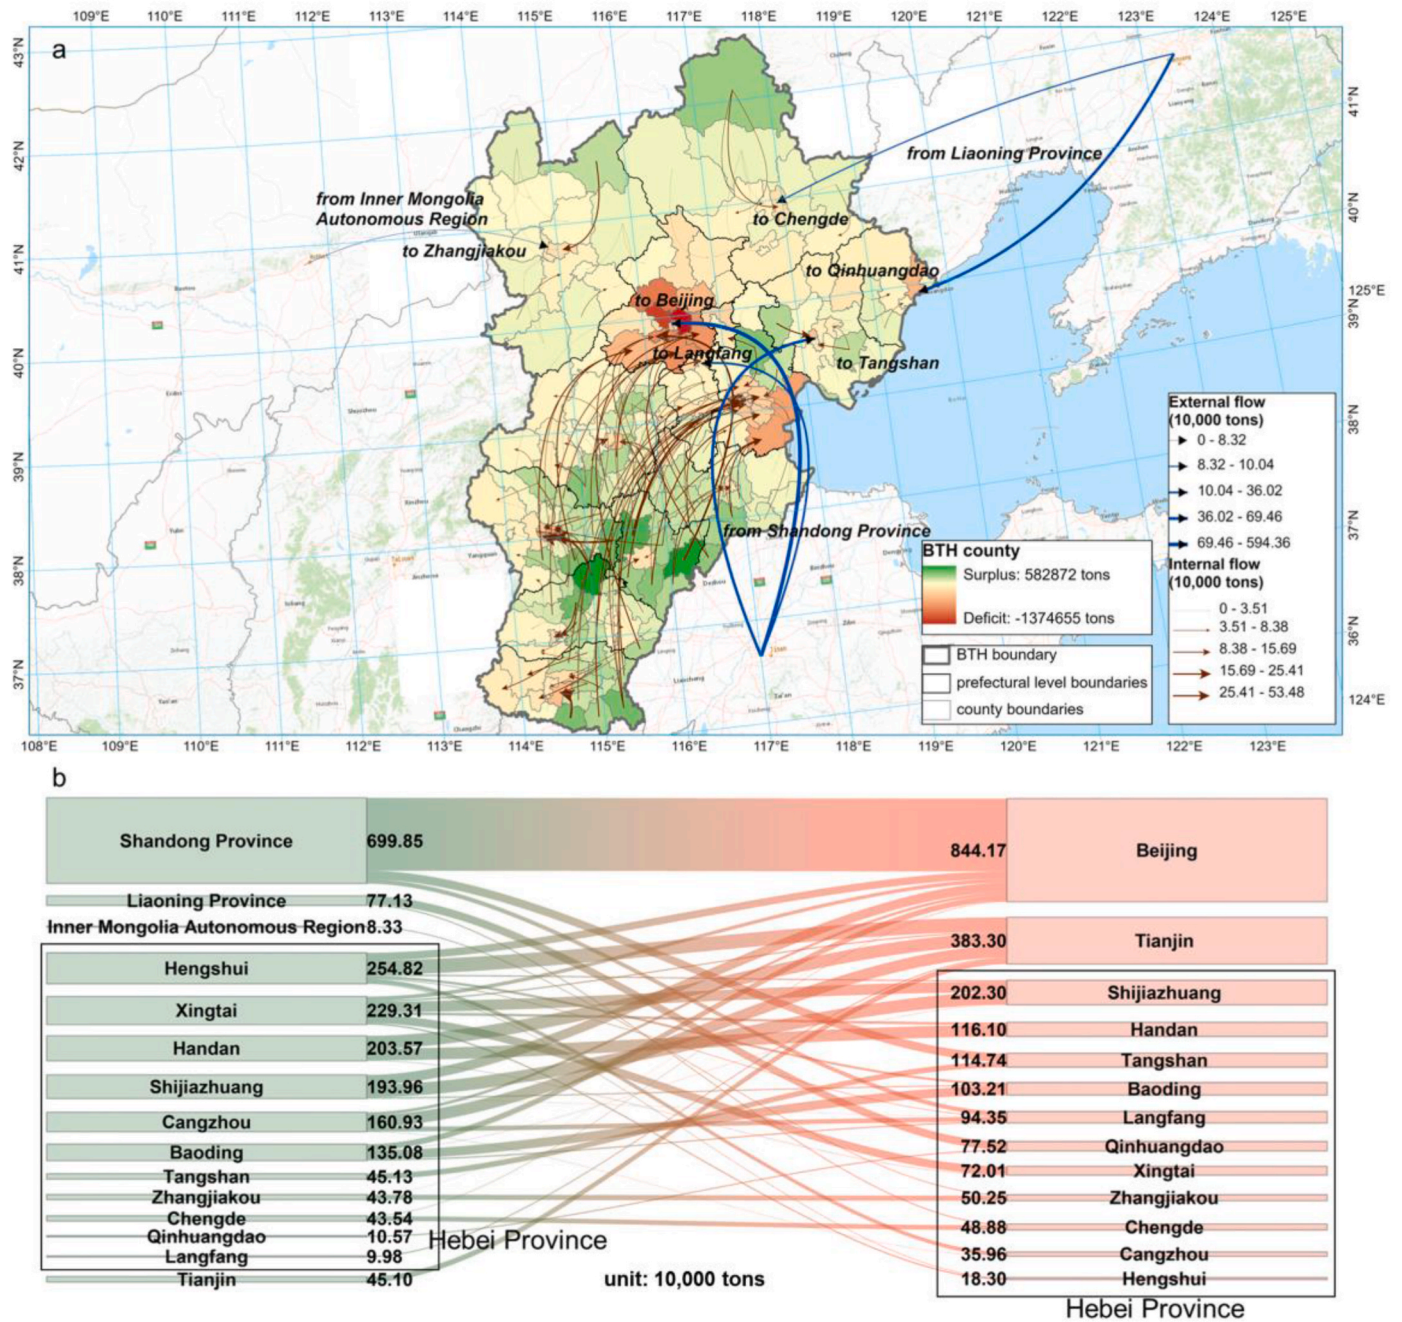 109°E 110°E 111°E 112°E 113°E 114°E 115°E 116°E 117°E 118°E 119°E 120°E 121°E 122°E 123°E 124°E 125°E
a
43°N
42°N
41°N
40°N
39°N
38°N
37°N
41°N
40°N
125°E
39°N
38°N
37°N
36°N
124°E
from Liaoning Province
from Inner Mongolia
Autonomous Region
to Zhangjiakou
to Chengde
to Qinhuangdao
to Beijing
to Langfang
to Tangshan
from Shandong Province
External flow
(10,000 tons)
0 - 8.32
8.32 - 10.04
10.04 - 36.02
36.02 - 69.46
69.46 - 594.36
Internal flow
(10,000 tons)
0 - 3.51
3.51 - 8.38
8.38 - 15.69
15.69 - 25.41
25.41 - 53.48
BTH county
Surplus: 582872 tons
Deficit: -1374655 tons
BTH boundary
prefectural level boundaries
county boundaries
108°E 109°E 110°E 111°E 112°E 113°E 114°E 115°E 116°E 117°E 118°E 119°E 120°E 121°E 122°E 123°E
b
Shandong Province 699.85
Liaoning Province 77.13
Inner Mongolia Autonomous Region 8.33
Hengshui 254.82
Xingtai 229.31
Handan 203.57
Shijiazhuang 193.96
Cangzhou 160.93
Baoding 135.08
Tangshan 45.13
Zhangjiakou 43.78
Chengde 43.54
Qinhuangdao 10.57
Langfang 9.98
Hebei Province
Tianjin 45.10
unit: 10,000 tons
844.17 Beijing
383.30 Tianjin
202.30 Shijiazhuang
116.10 Handan
114.74 Tangshan
103.21 Baoding
94.35 Langfang
77.52 Qinhuangdao
72.01 Xingtai
50.25 Zhangjiakou
48.88 Chengde
35.96 Cangzhou
18.30 Hengshui
Hebei Province